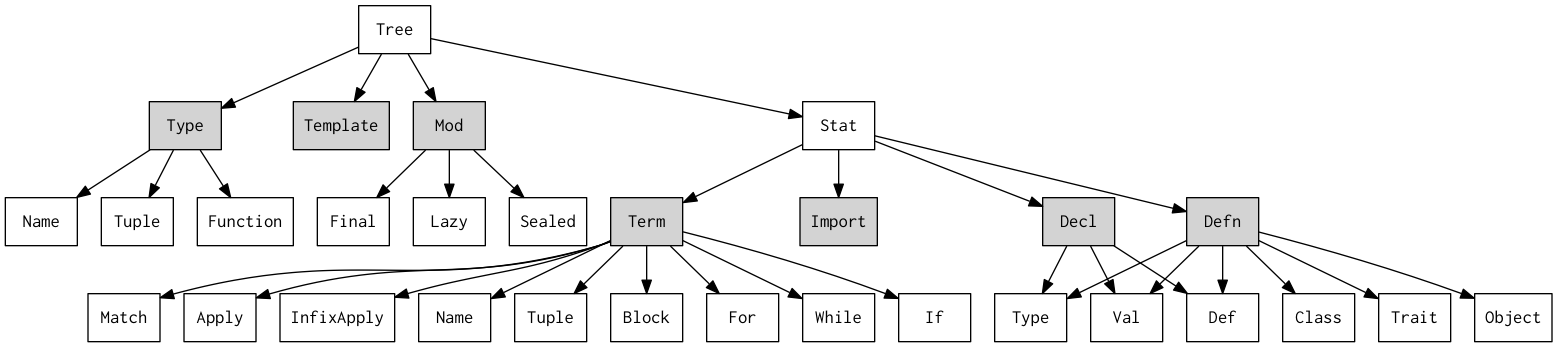 Tree
Type Template Mod Stat
Name Tuple Function Final Lazy Sealed Term Import Decl Defn
Match Apply InfixApply Name Tuple Block For While If Type Val Def Class Trait Object